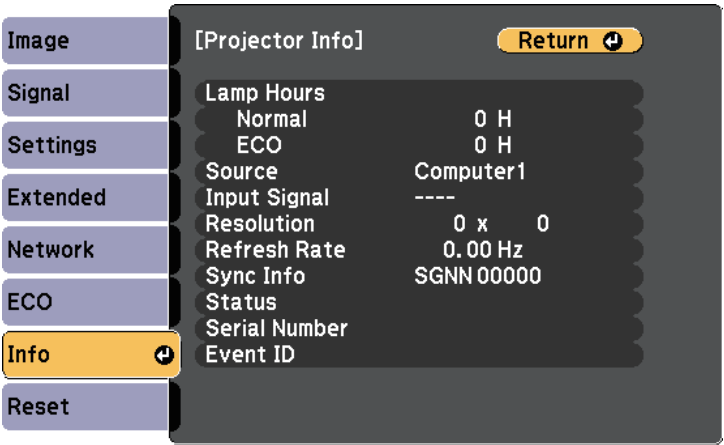 Image
Signal
Settings
Extended
Network
ECO
Info
Reset
[Projector Info]
Return
Lamp Hours
Normal 0 H
ECO 0 H
Source Computer1
Input Signal ----
Resolution 0 x 0
Refresh Rate 0.00 Hz
Sync Info SGNN 00000
Status
Serial Number
Event ID